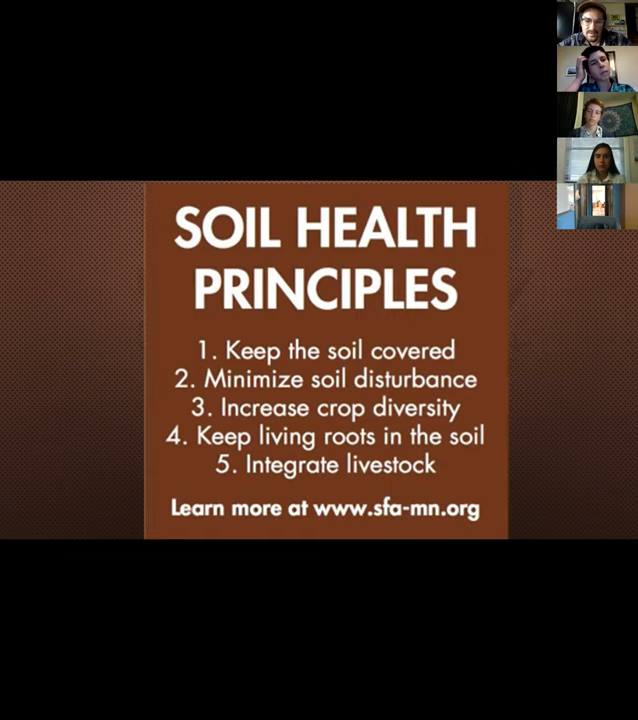 SOIL HEALTH
PRINCIPLES
1. Keep the soil covered
2. Minimize soil disturbance
3. Increase crop diversity
4. Keep living roots in the soil
5. Integrate livestock
Learn more at www.sfa-mn.org